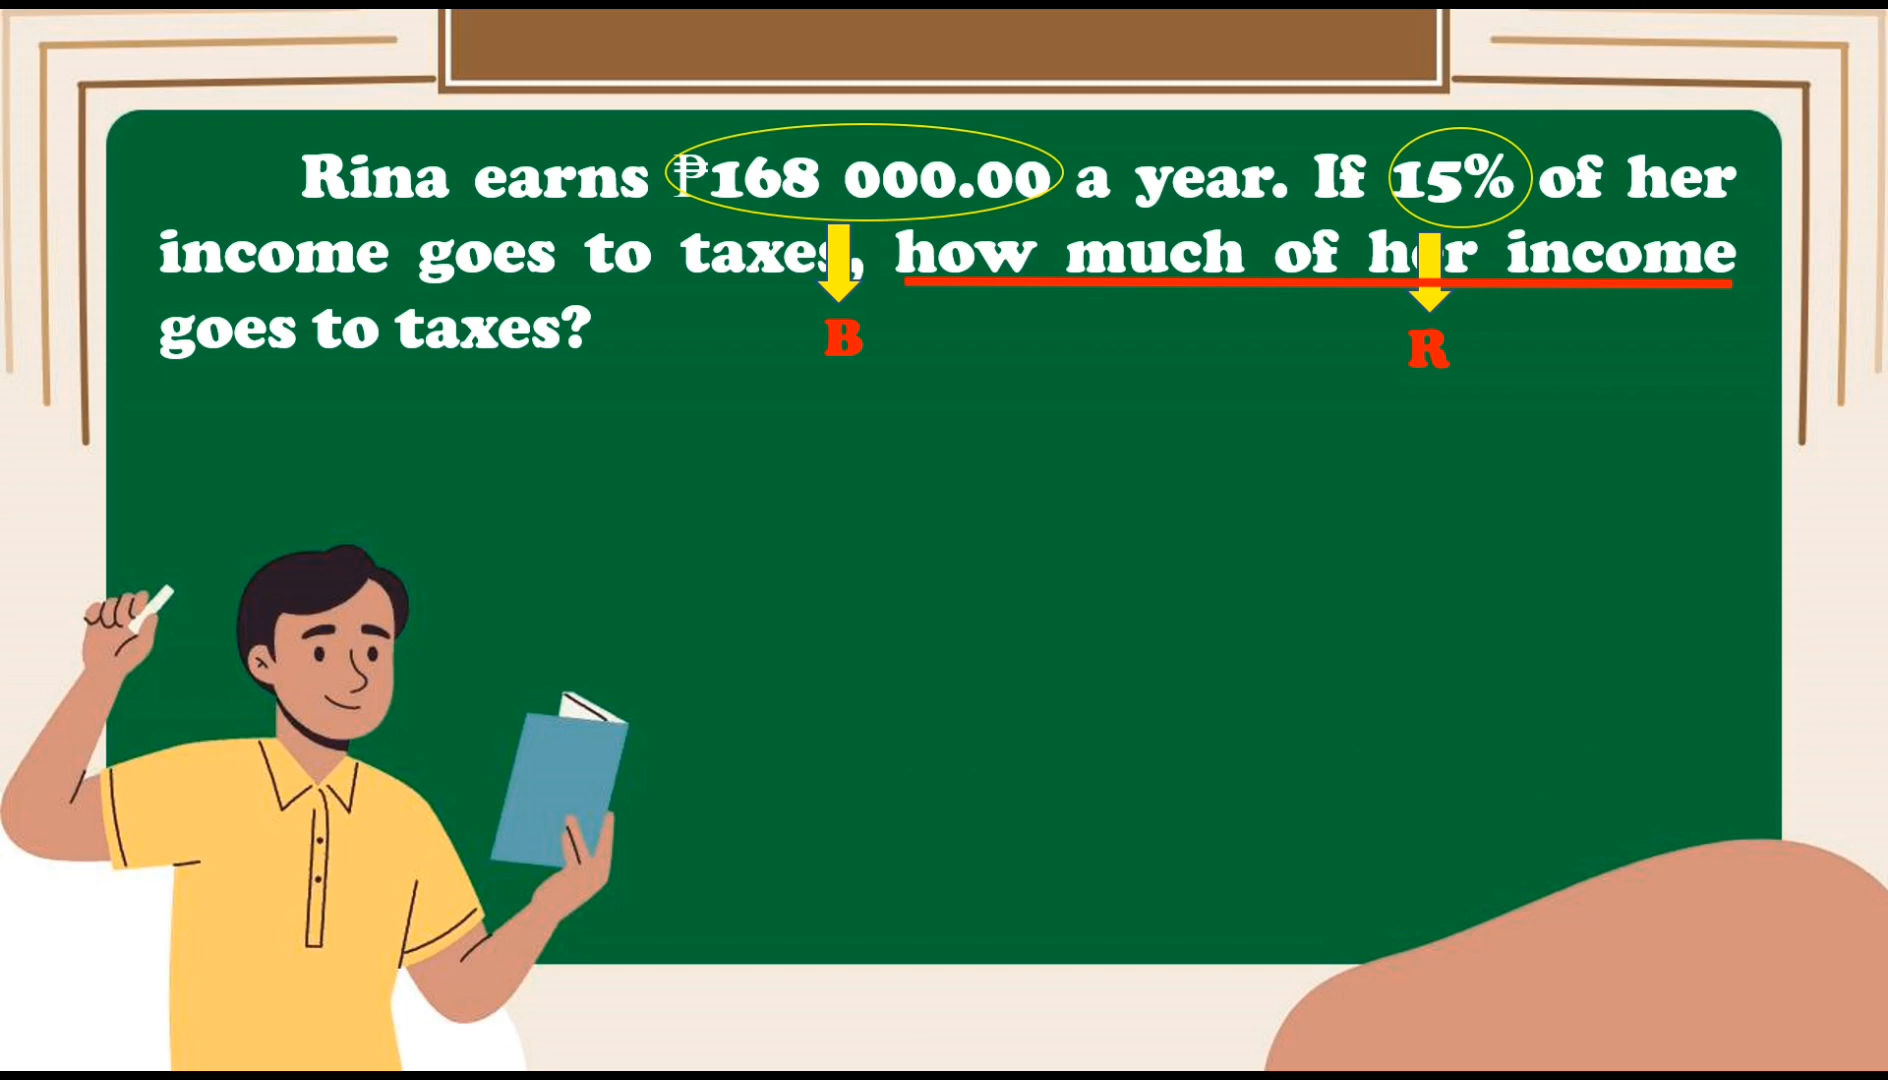 Rina earns ₱168 000.00 a year. If 15% of her
income goes to taxes, how much of her income
goes to taxes?
B
R